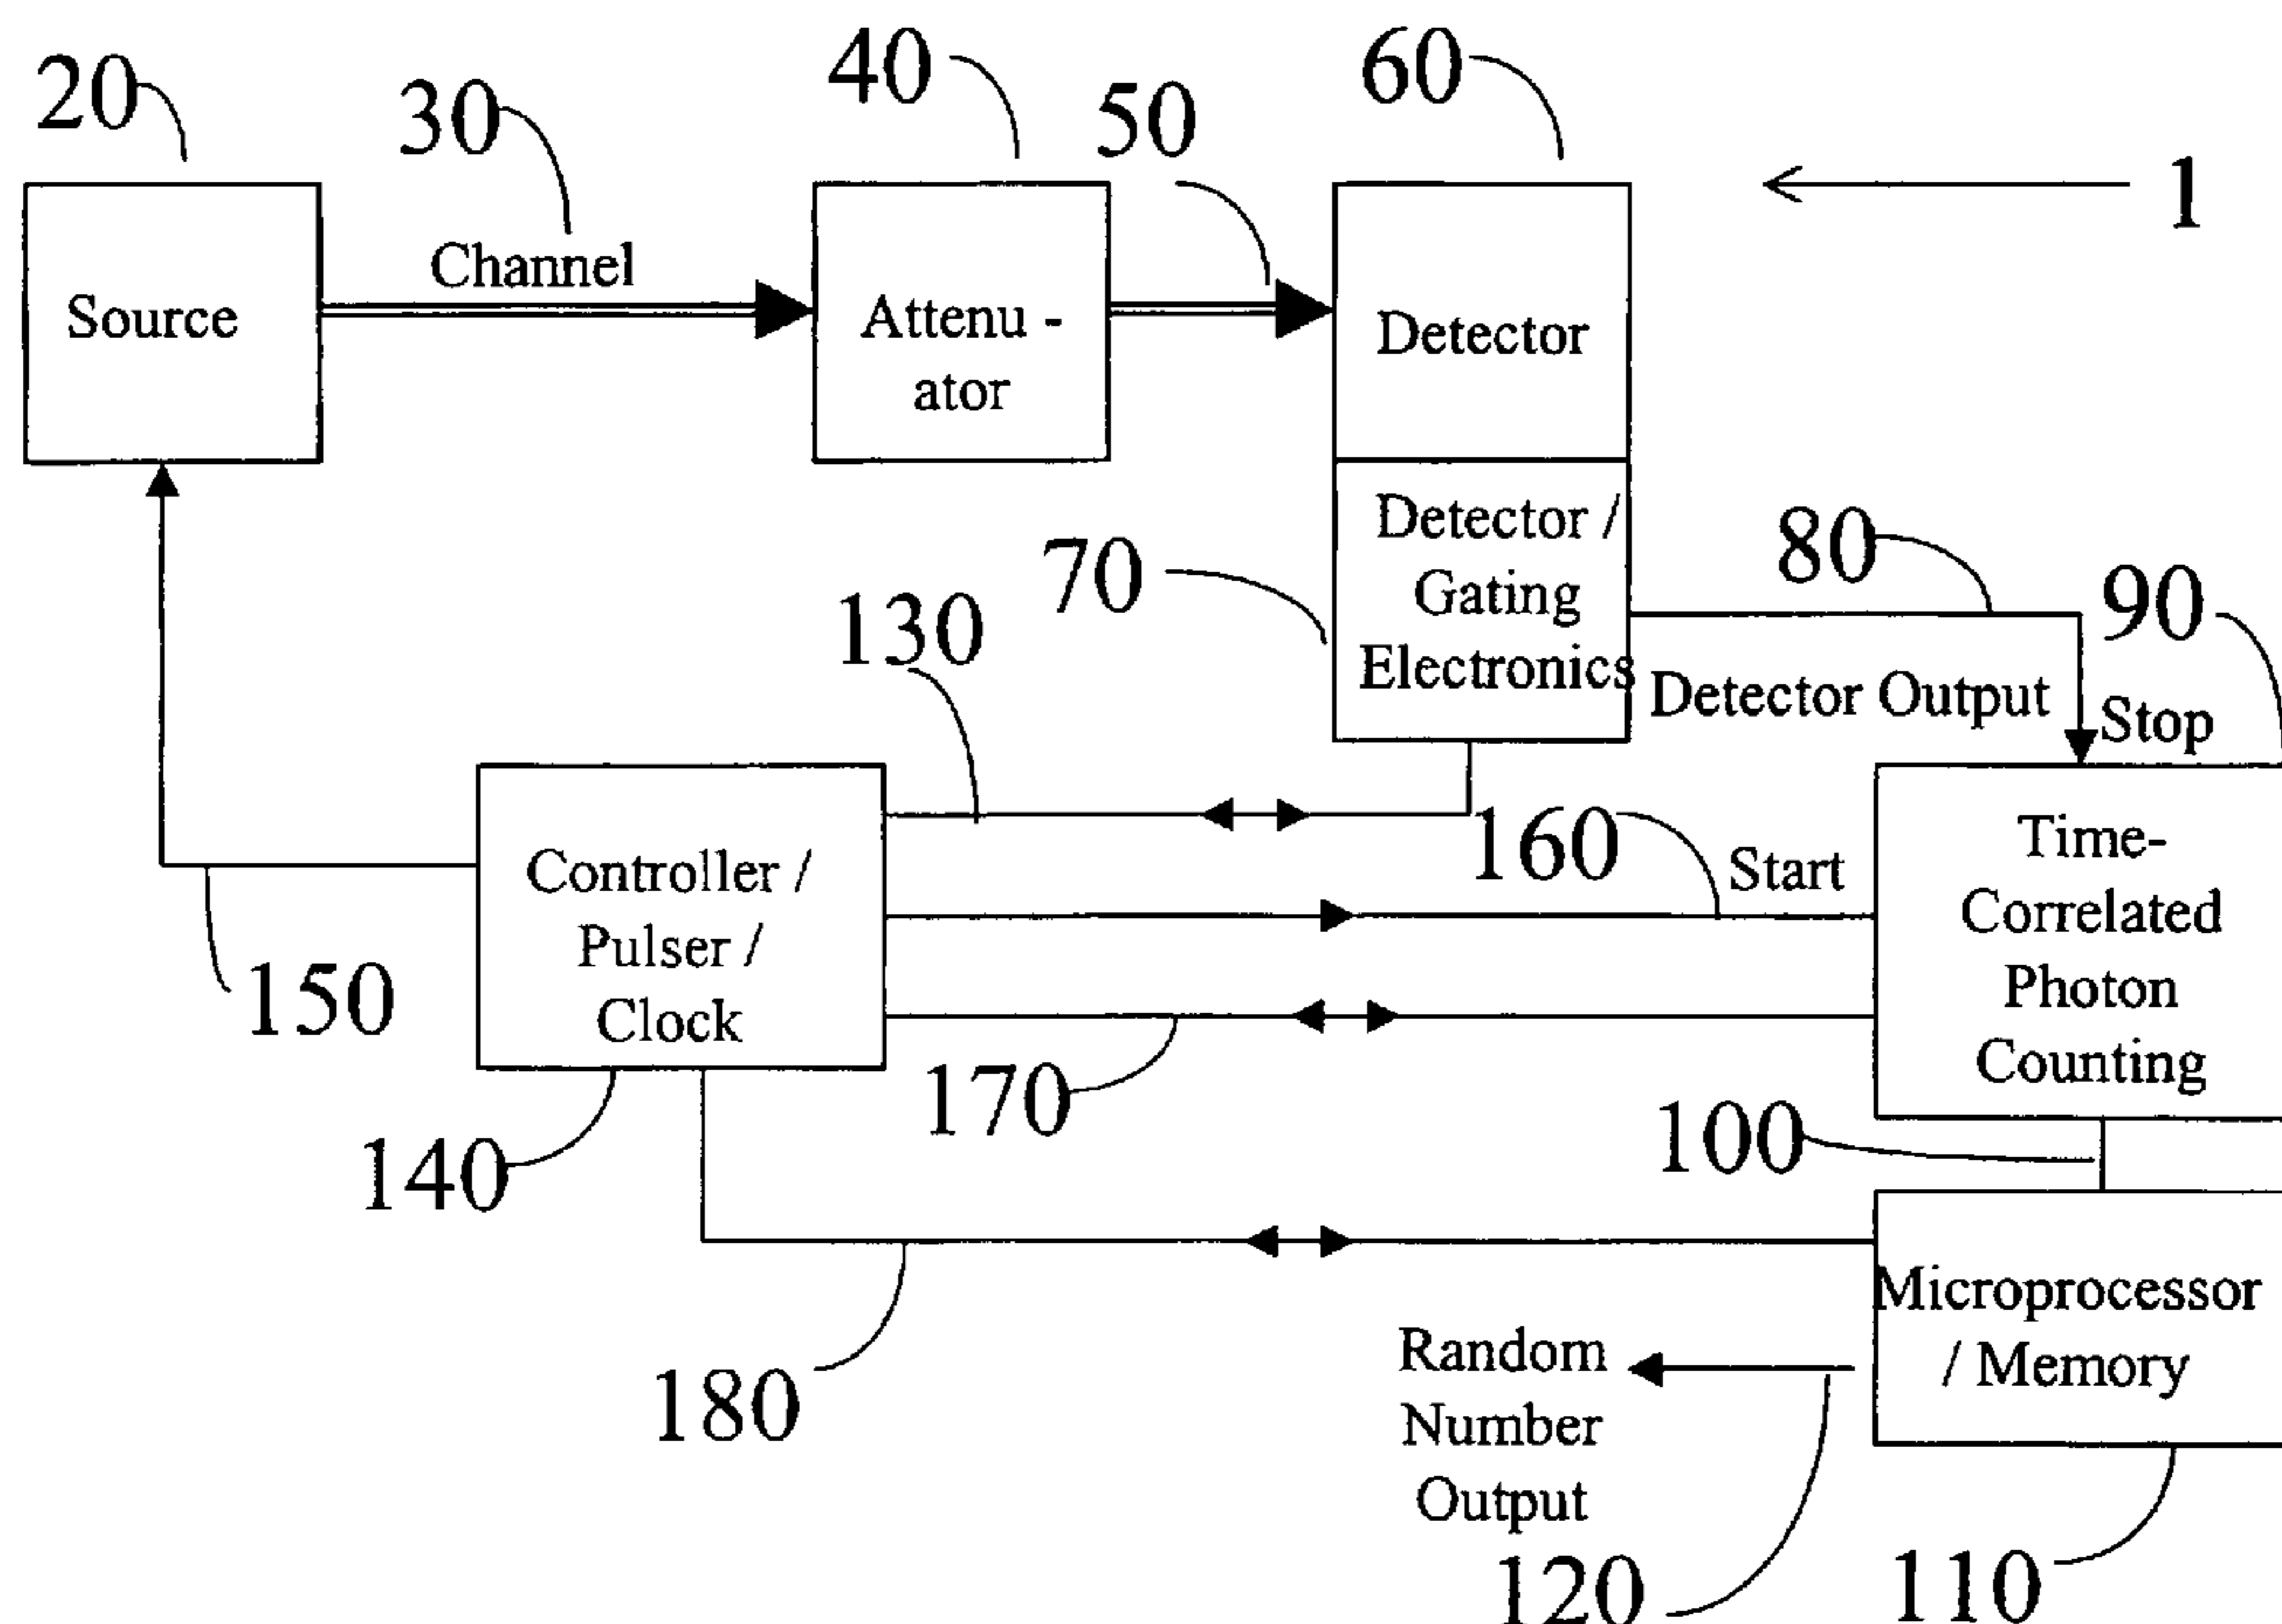 20
30
40
50
60
1
Channel
Source
Attenu -
ator
Detector
Detector /
Gating
Electronics
70
80
90
130
Detector Output
Stop
160
Start
Controller /
Pulser /
Clock
Time-
Correlated
Photon
Counting
150
170
140
100
Microprocessor
/ Memory
180
Random
Number
Output
120
110